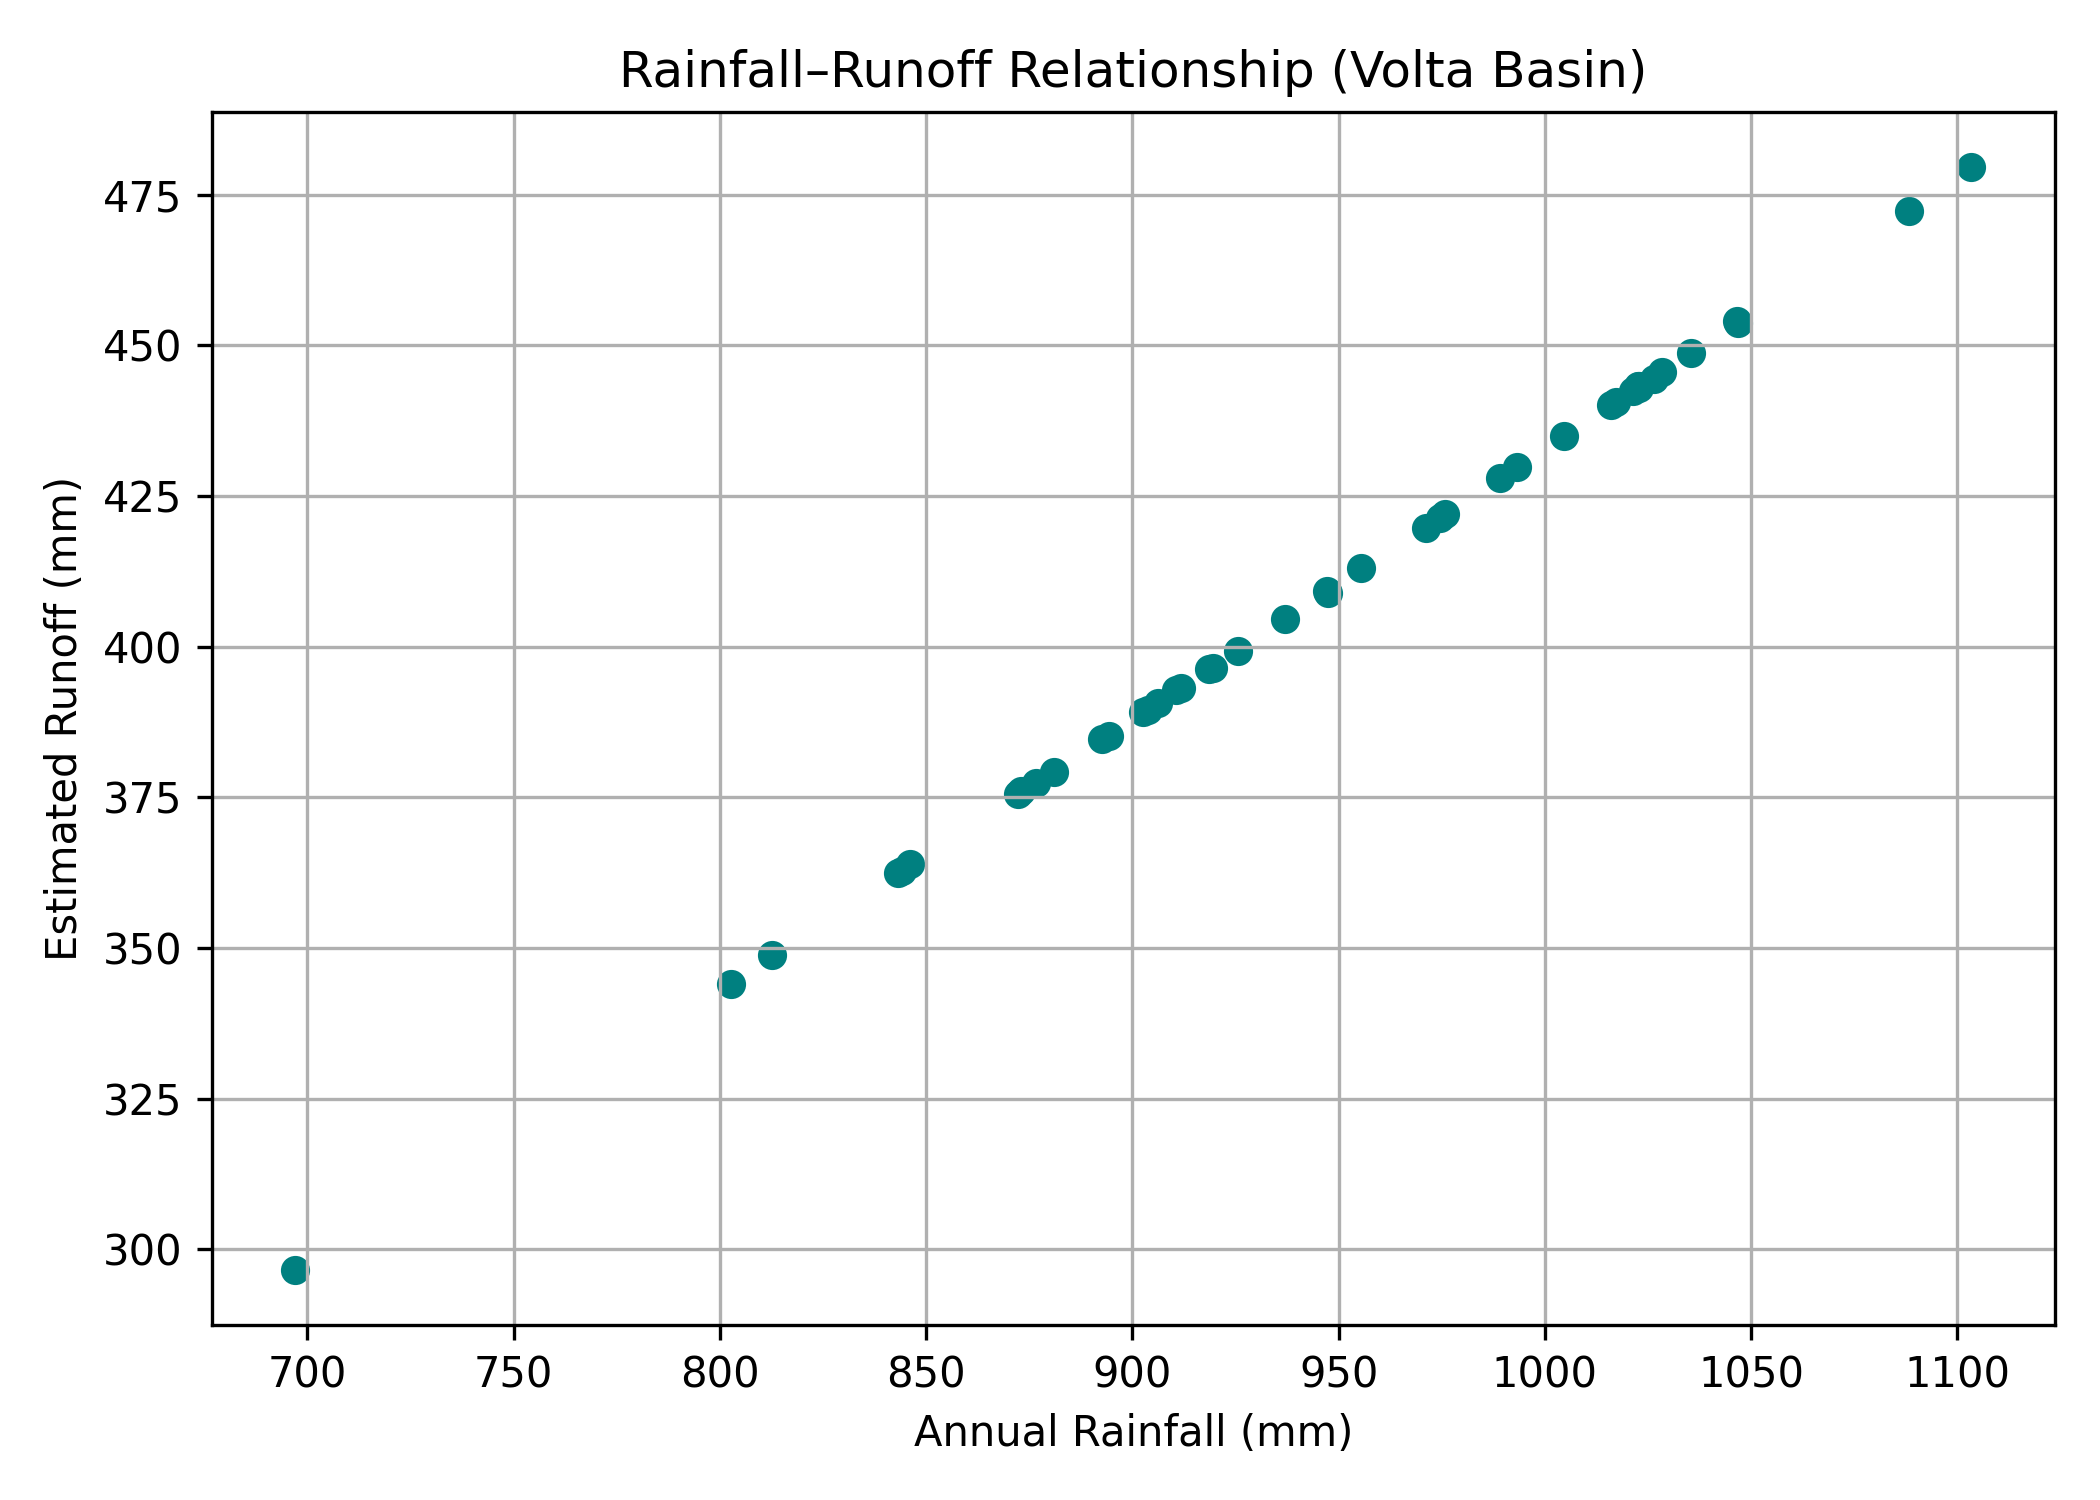 Rainfall–Runoff Relationship (Volta Basin)
475
450
425
400
375
350
325
300
Estimated Runoff (mm)
700 750 800 850 900 950 1000 1050 1100
Annual Rainfall (mm)